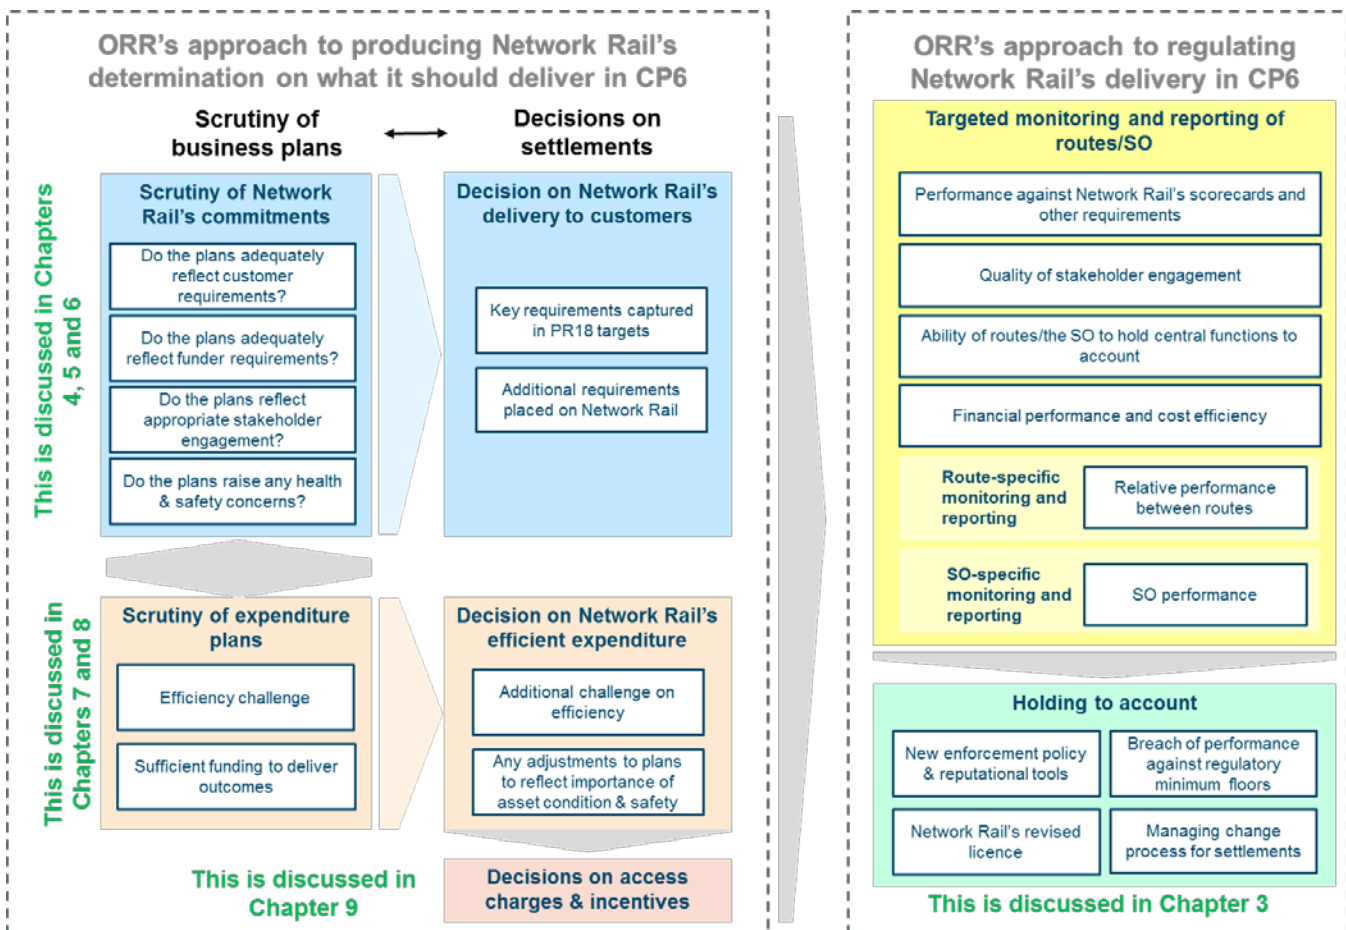 ORR's approach to producing Network Rail's
determination on what it should deliver in CP6
Scrutiny of
business plans
Decisions on
settlements
This is discussed in Chapters
4, 5 and 6
Scrutiny of Network
Rail's commitments
Do the plans adequately
reflect customer
requirements?
Do the plans adequately
reflect funder requirements?
Do the plans reflect
appropriate stakeholder
engagement?
Do the plans raise any health
& safety concerns?
Decision on Network Rail's
delivery to customers
Key requirements captured
in PR18 targets
Additional requirements
placed on Network Rail
This is discussed in
Chapters 7 and 8
Scrutiny of expenditure
plans
Efficiency challenge
Sufficient funding to deliver
outcomes
Decision on Network Rail's
efficient expenditure
Additional challenge on
efficiency
Any adjustments to plans
to reflect importance of
asset condition & safety
This is discussed in
Chapter 9
Decisions on access
charges & incentives
ORR's approach to regulating
Network Rail's delivery in CP6
Targeted monitoring and reporting of
routes/SO
Performance against Network Rail's scorecards and
other requirements
Quality of stakeholder engagement
Ability of routes/the SO to hold central functions to
account
Financial performance and cost efficiency
Route-specific
monitoring and
reporting
Relative performance
between routes
SO-specific
monitoring and
reporting
SO performance
Holding to account
New enforcement policy
& reputational tools
Breach of performance
against regulatory
minimum floors
Network Rail's revised
licence
Managing change
process for settlements
This is discussed in Chapter 3